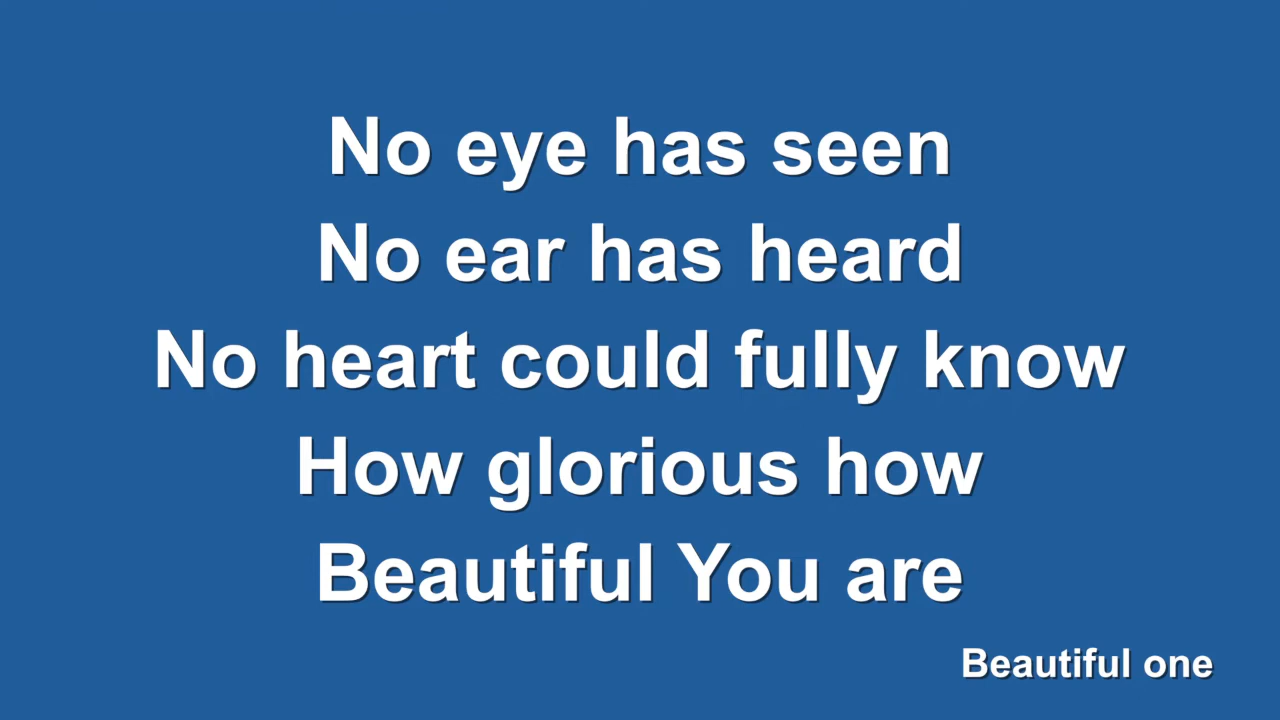 No eye has seen
No ear has heard
No heart could fully know
How glorious how
Beautiful You are
Beautiful one